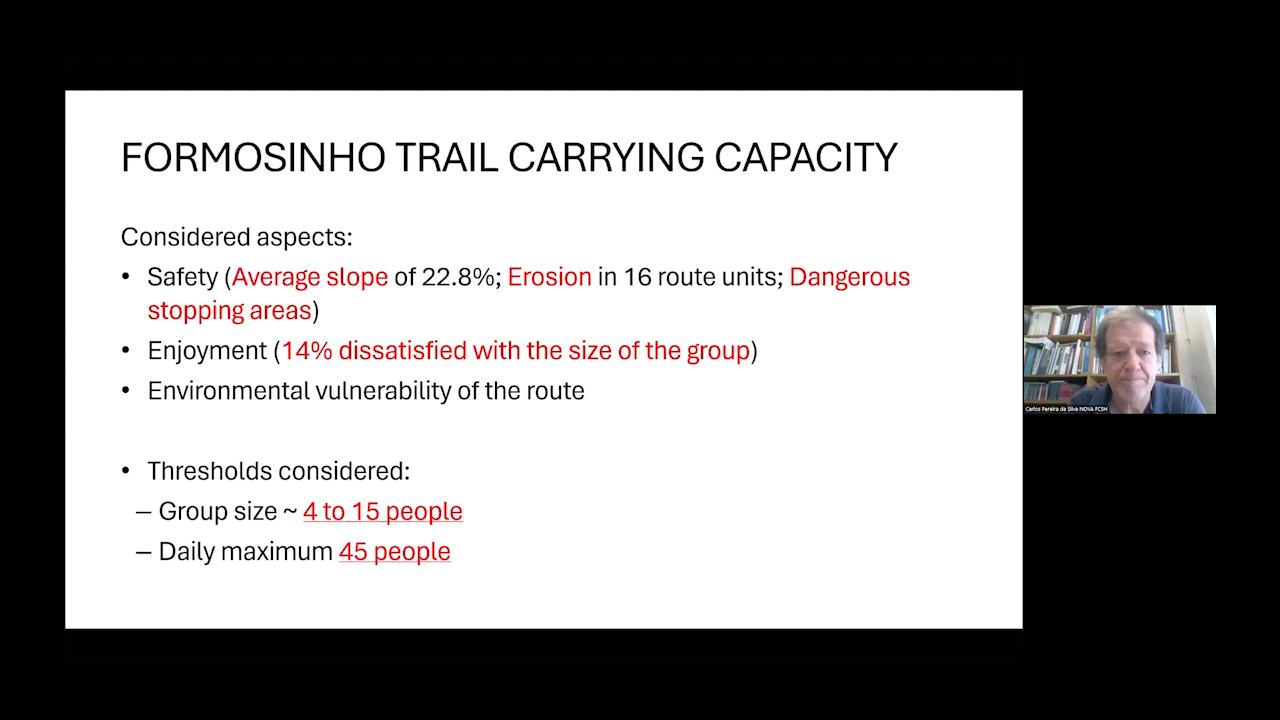 FORMOSINHO TRAIL CARRYING CAPACITY
Considered aspects:
• Safety (Average slope of 22.8%; Erosion in 16 route units; Dangerous
stopping areas)
• Enjoyment (14% dissatisfied with the size of the group)
• Environmental vulnerability of the route
• Thresholds considered:
– Group size ~ 4 to 15 people
– Daily maximum 45 people
Carlos Pereira da Silva NOVA FCSH